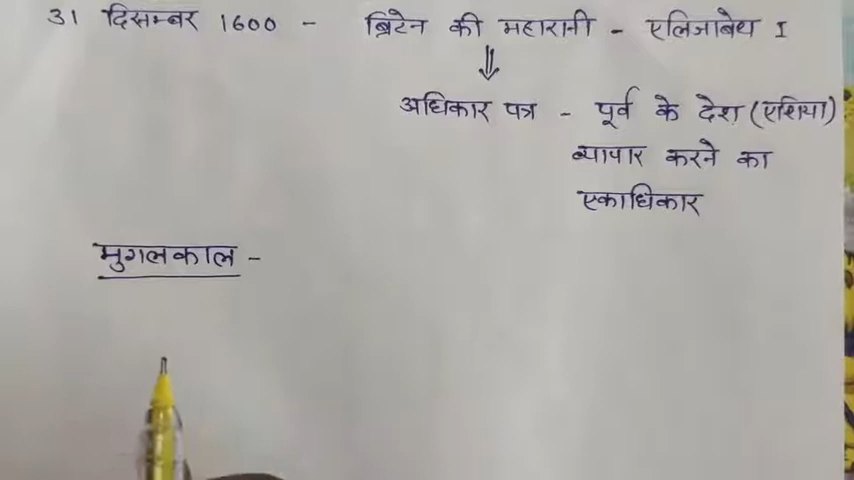 31 दिसम्बर 1600 - ब्रिटेन की महारानी - एलिजाबेथ I
⇓
अधिकार पत्र - पूर्व के देश (एशिया)
व्यापार करने का
एकाधिकार
मुगलकाल -